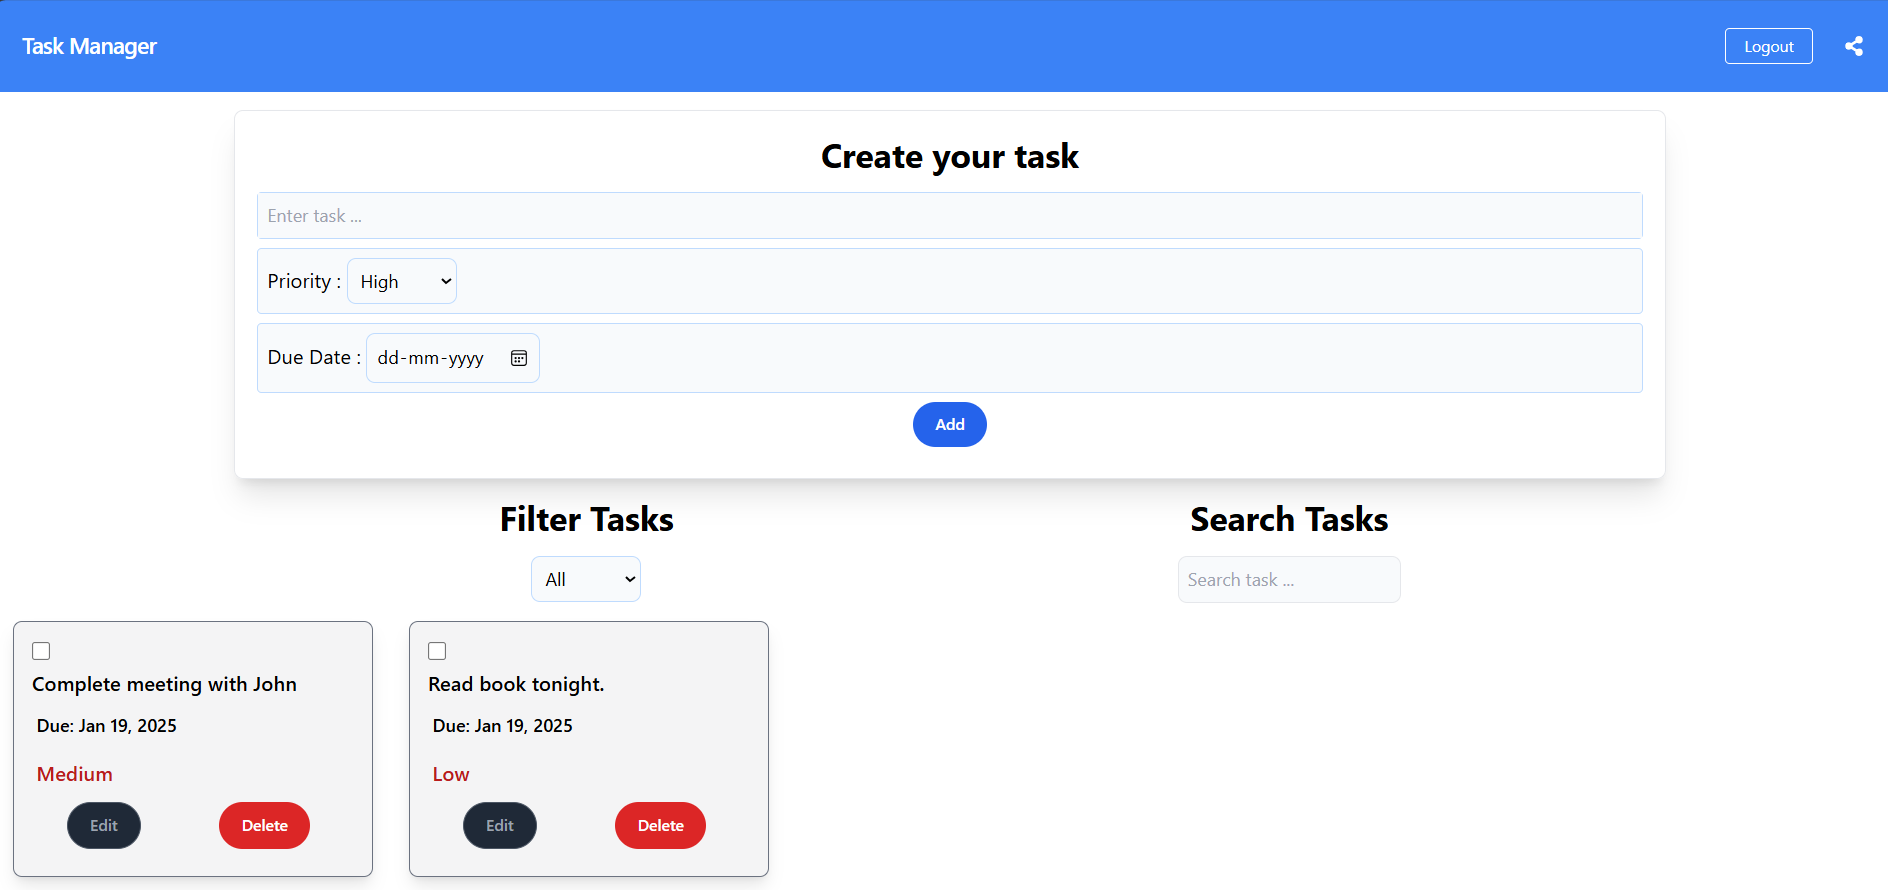 Task Manager
Logout
Create your task
Enter task ...
Priority : High
Due Date : dd-mm-yyyy
Add
Filter Tasks
All
Search Tasks
Search task ...
Complete meeting with John
Due: Jan 19, 2025
Medium
Edit Delete
Read book tonight.
Due: Jan 19, 2025
Low
Edit Delete